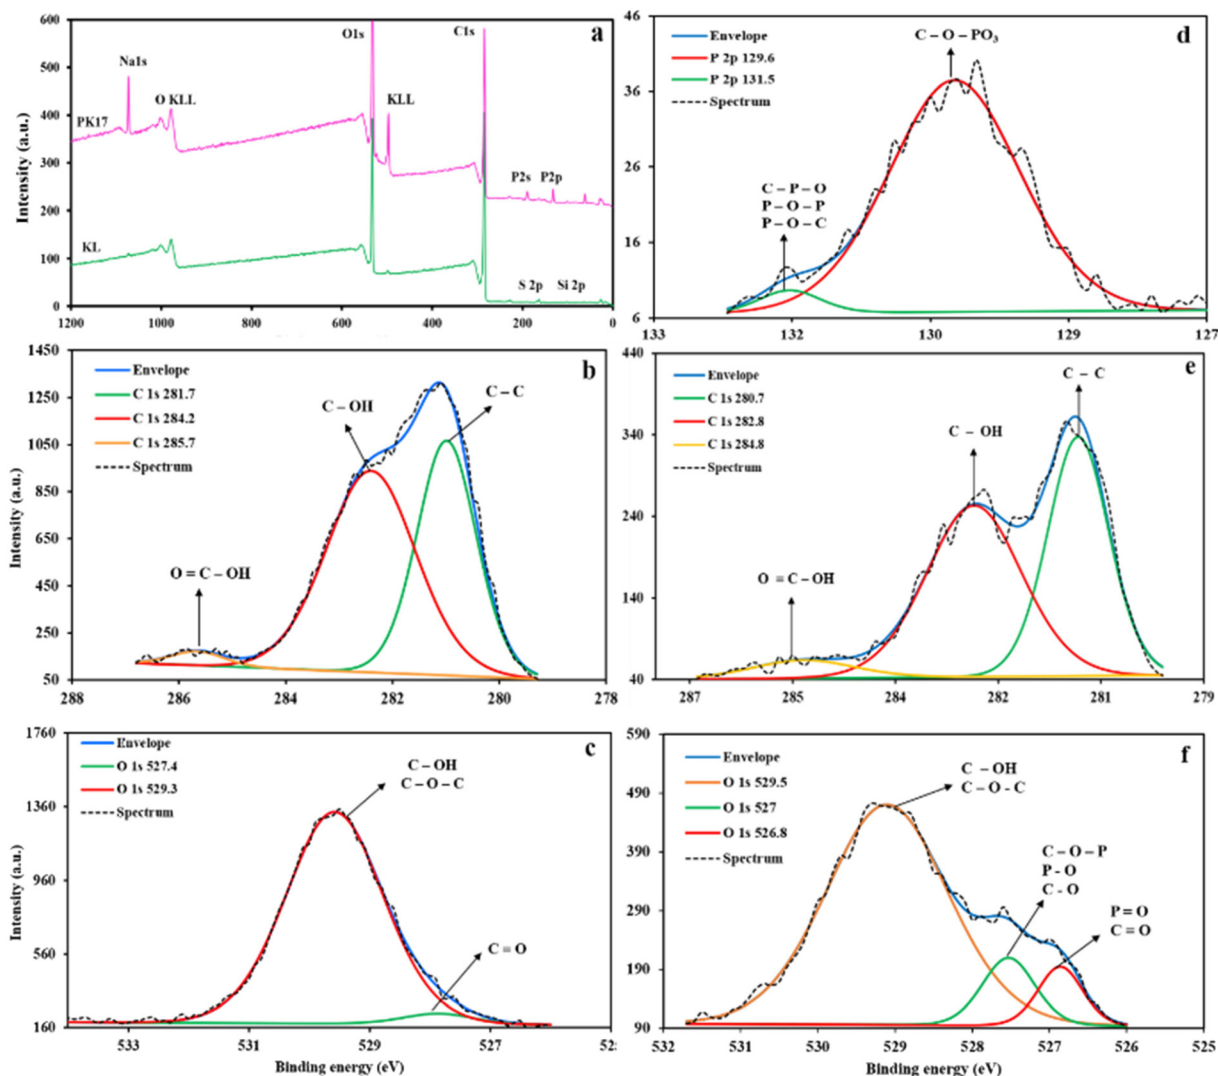 a
600
500
400
300
200
100
0
Intensity (a.u.)
O1s
C1s
Na1s
O KLL
KLL
PK17
P2s P2p
KL
S 2p Si 2p
1200 1000 800 600 400 200 0
d
46
36
26
16
6
Envelope
P 2p 129.6
P 2p 131.5
Spectrum
C – O – PO3
C – P – O
P – O – P
P – O – C
133 132 130 129 127
b
1450
1250
1050
850
650
450
250
50
Intensity (a.u.)
Envelope
C 1s 281.7
C 1s 284.2
C 1s 285.7
Spectrum
C – OH
C – C
O = C – OH
288 286 284 282 280 278
e
440
340
240
140
40
Envelope
C 1s 280.7
C 1s 282.8
C 1s 284.8
Spectrum
C – C
C – OH
O = C – OH
287 285 284 282 281 279
c
1760
1360
960
560
160
Intensity (a.u.)
Envelope
O 1s 527.4
O 1s 529.3
Spectrum
C – OH
C – O – C
C = O
533 531 529 527
Binding energy (eV)
f
590
490
390
290
190
90
Envelope
O 1s 529.5
O 1s 527
O 1s 526.8
Spectrum
C – OH
C – O - C
C – O – P
P - O
C - O
P = O
C = O
532 531 530 529 528 527 526 525
Binding energy (eV)